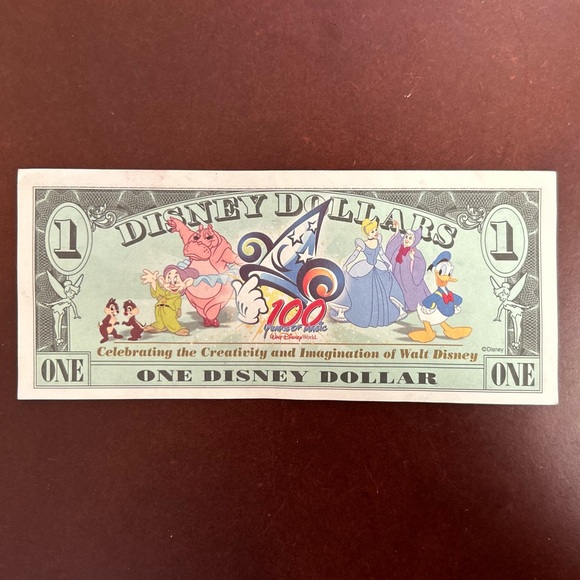 1 DISNEY DOLLARS 1
100
YEARS OF MAGIC
WALT DISNEY World
©Disney
Celebrating the Creativity and Imagination of Walt Disney
ONE ONE DISNEY DOLLAR ONE